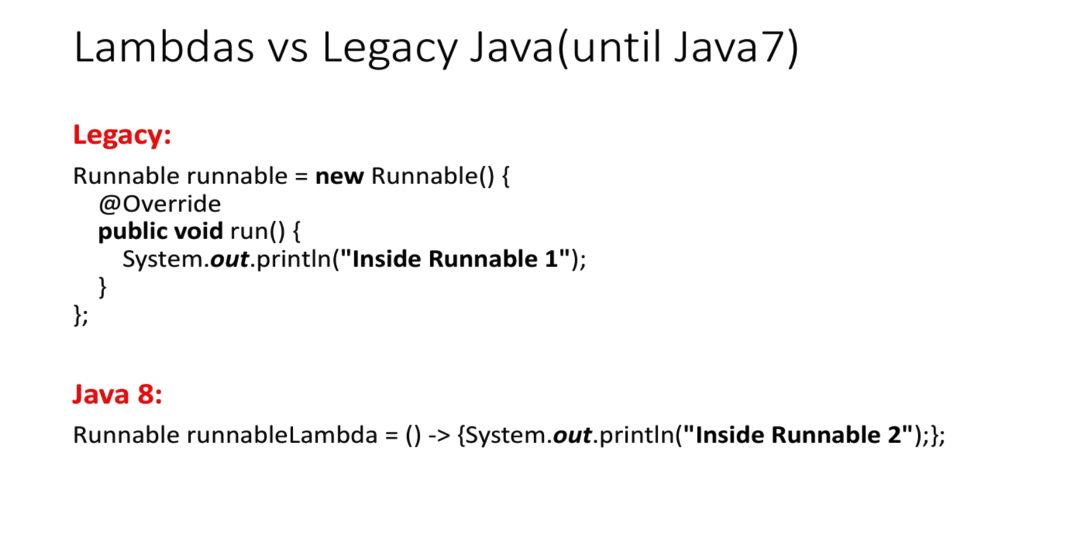 Lambdas vs Legacy Java(until Java7)
Legacy:
Runnable runnable = new Runnable() {
@Override
public void run() {
System.out.println("Inside Runnable 1");
}
};
Java 8:
Runnable runnableLambda = () -> {System.out.println("Inside Runnable 2");};